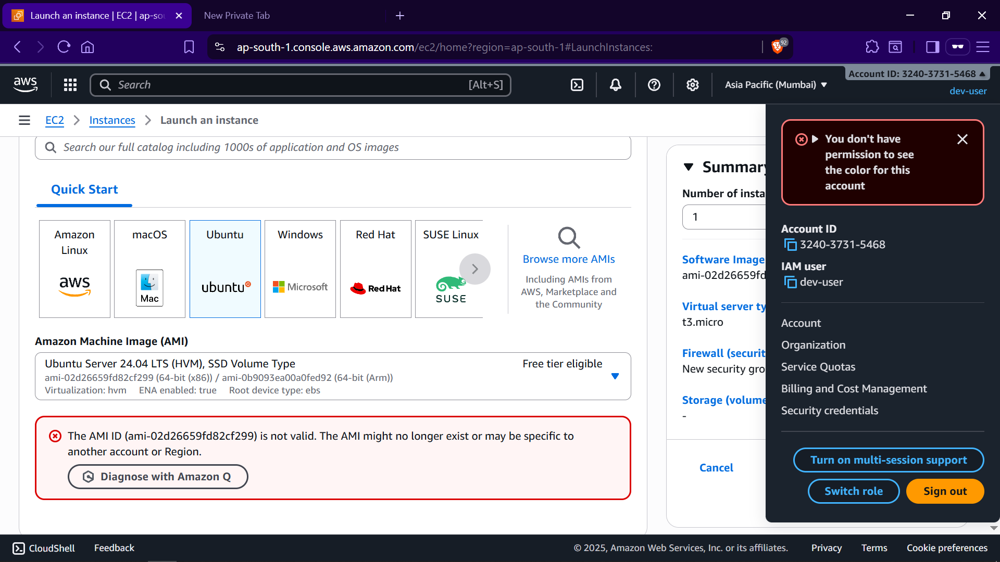 Launch an instance | EC2 | ap-sou
New Private Tab
ap-south-1.console.aws.amazon.com/ec2/home?region=ap-south-1#LaunchInstances:
92
aws
Search
[Alt+S]
Asia Pacific (Mumbai)
Account ID: 3240-3731-5468
dev-user
EC2
Instances
Launch an instance
Search our full catalog including 1000s of application and OS images
Quick Start
Amazon
Linux
aws
macOS
Mac
Ubuntu
ubuntu
Windows
Microsoft
Red Hat
Red Hat
SUSE Linux
SUSE
Browse more AMIs
Including AMIs from
AWS, Marketplace and
the Community
Amazon Machine Image (AMI)
Ubuntu Server 24.04 LTS (HVM), SSD Volume Type
Free tier eligible
ami-02d26659fd82cf299 (64-bit (x86)) / ami-0b9093ea00a0fed92 (64-bit (Arm))
Virtualization: hvm ENA enabled: true Root device type: ebs
The AMI ID (ami-02d26659fd82cf299) is not valid. The AMI might no longer exist or may be specific to
another account or Region.
Diagnose with Amazon Q
Summary
Number of insta
1
Software Image
ami-02d26659fd
Virtual server ty
t3.micro
Firewall (securit
New security gro
Storage (volume
-
Cancel
You don't have
permission to see
the color for this
account
Account ID
3240-3731-5468
IAM user
dev-user
Account
Organization
Service Quotas
Billing and Cost Management
Security credentials
Turn on multi-session support
Switch role
Sign out
CloudShell
Feedback
© 2025, Amazon Web Services, Inc. or its affiliates.
Privacy
Terms
Cookie preferences